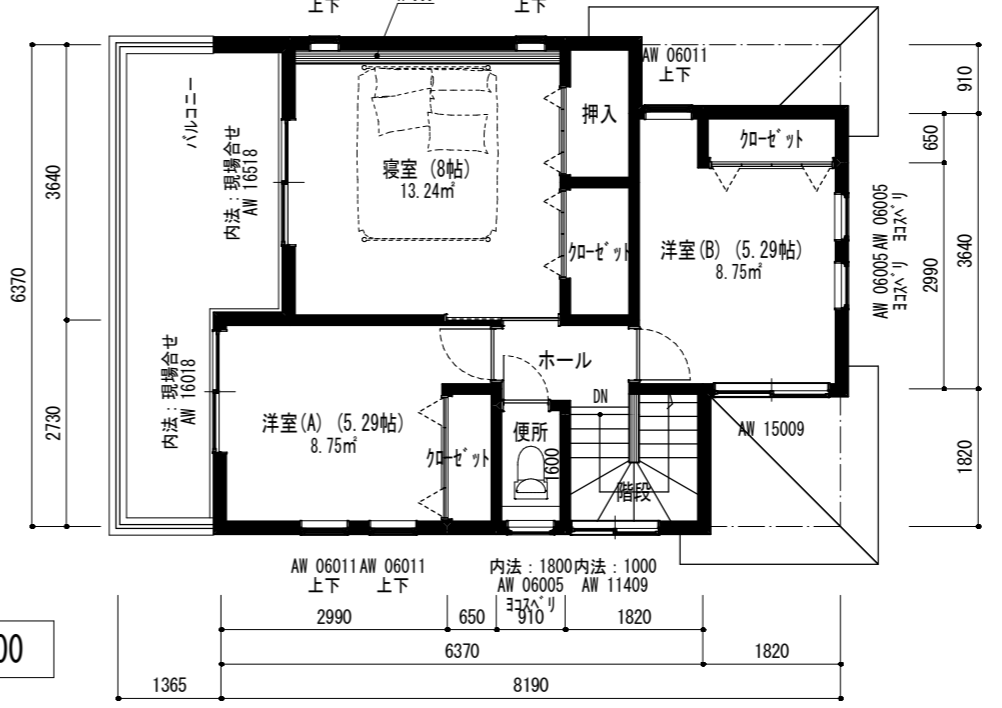 上下
上下
AW 06011
上下
910
バルコニー
押入
クローゼット
650
3640
内法：現場合せ
AW 16518
寝室 (8帖)
13.24㎡
クローゼット
洋室(B) (5.29帖)
8.75㎡
AW 06005
ヨコスベリ
AW 06005
ヨコスベリ
2990
3640
6370
内法：現場合せ
AW 16018
ホール
DN
2730
洋室(A) (5.29帖)
8.75㎡
クローゼット
便所
1600
階段
AW 15009
1820
AW 06011
上下
AW 06011
上下
内法：1800
AW 06005
ヨコスベリ
内法：1000
AW 11409
2990
650
910
1820
6370
1820
1365
8190
00